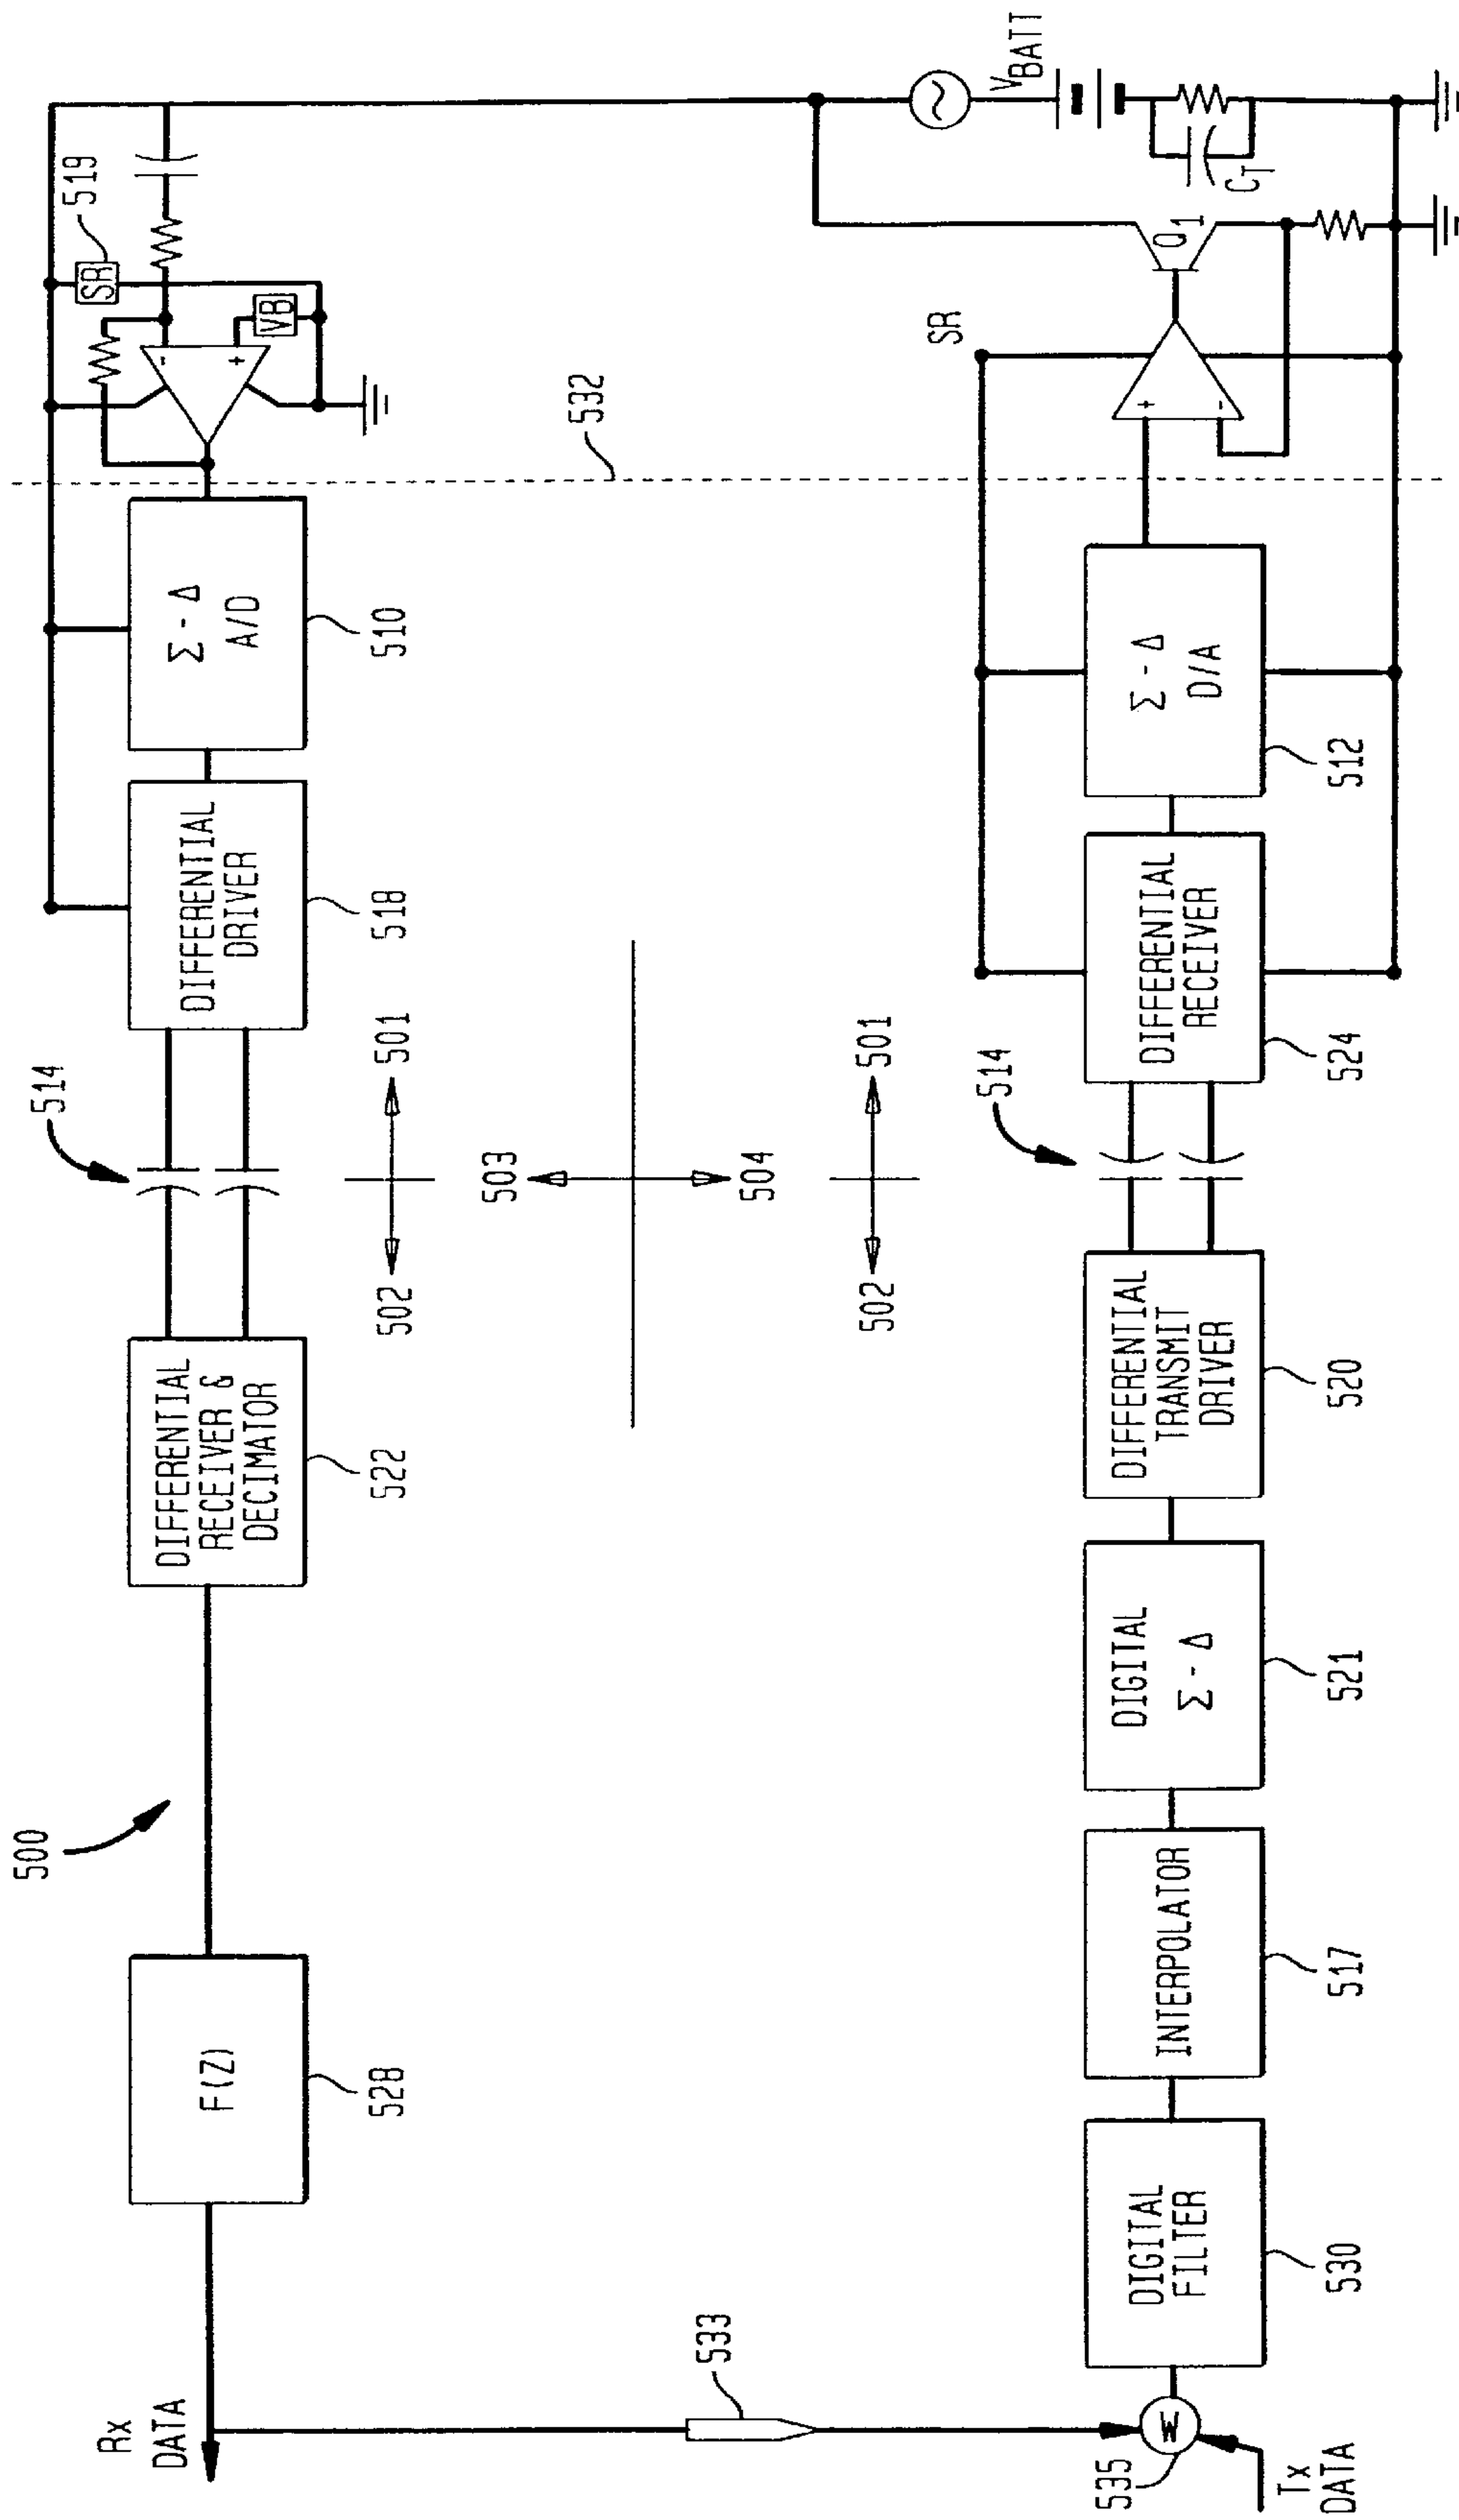 Rx
DATA
F(Z)
528
500
DIFFERENTIAL
RECEIVER &
DECIMATOR
522
514
DIFFERENTIAL
DRIVER
518
Σ - Δ
A/D
510
-
+
VB
SR
519
532
502
501
503
504
502
501
533
535
W
Tx
DATA
DIGITAL
FILTER
530
INTERPOLATOR
517
DIGITAL
Σ - Δ
521
DIFFERENTIAL
TRANSMIT
DRIVER
520
514
DIFFERENTIAL
RECEIVER
524
Σ - Δ
D/A
512
SR
+
-
Q1
VBATT
CT